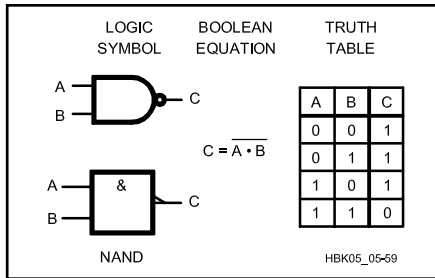 LOGIC SYMBOL
BOOLEAN EQUATION
TRUTH TABLE
A
B
C
C = \overline{A • B}
A
B
&
C
A B C
0 0 1
0 1 1
1 0 1
1 1 0
NAND
HBK05_05-59